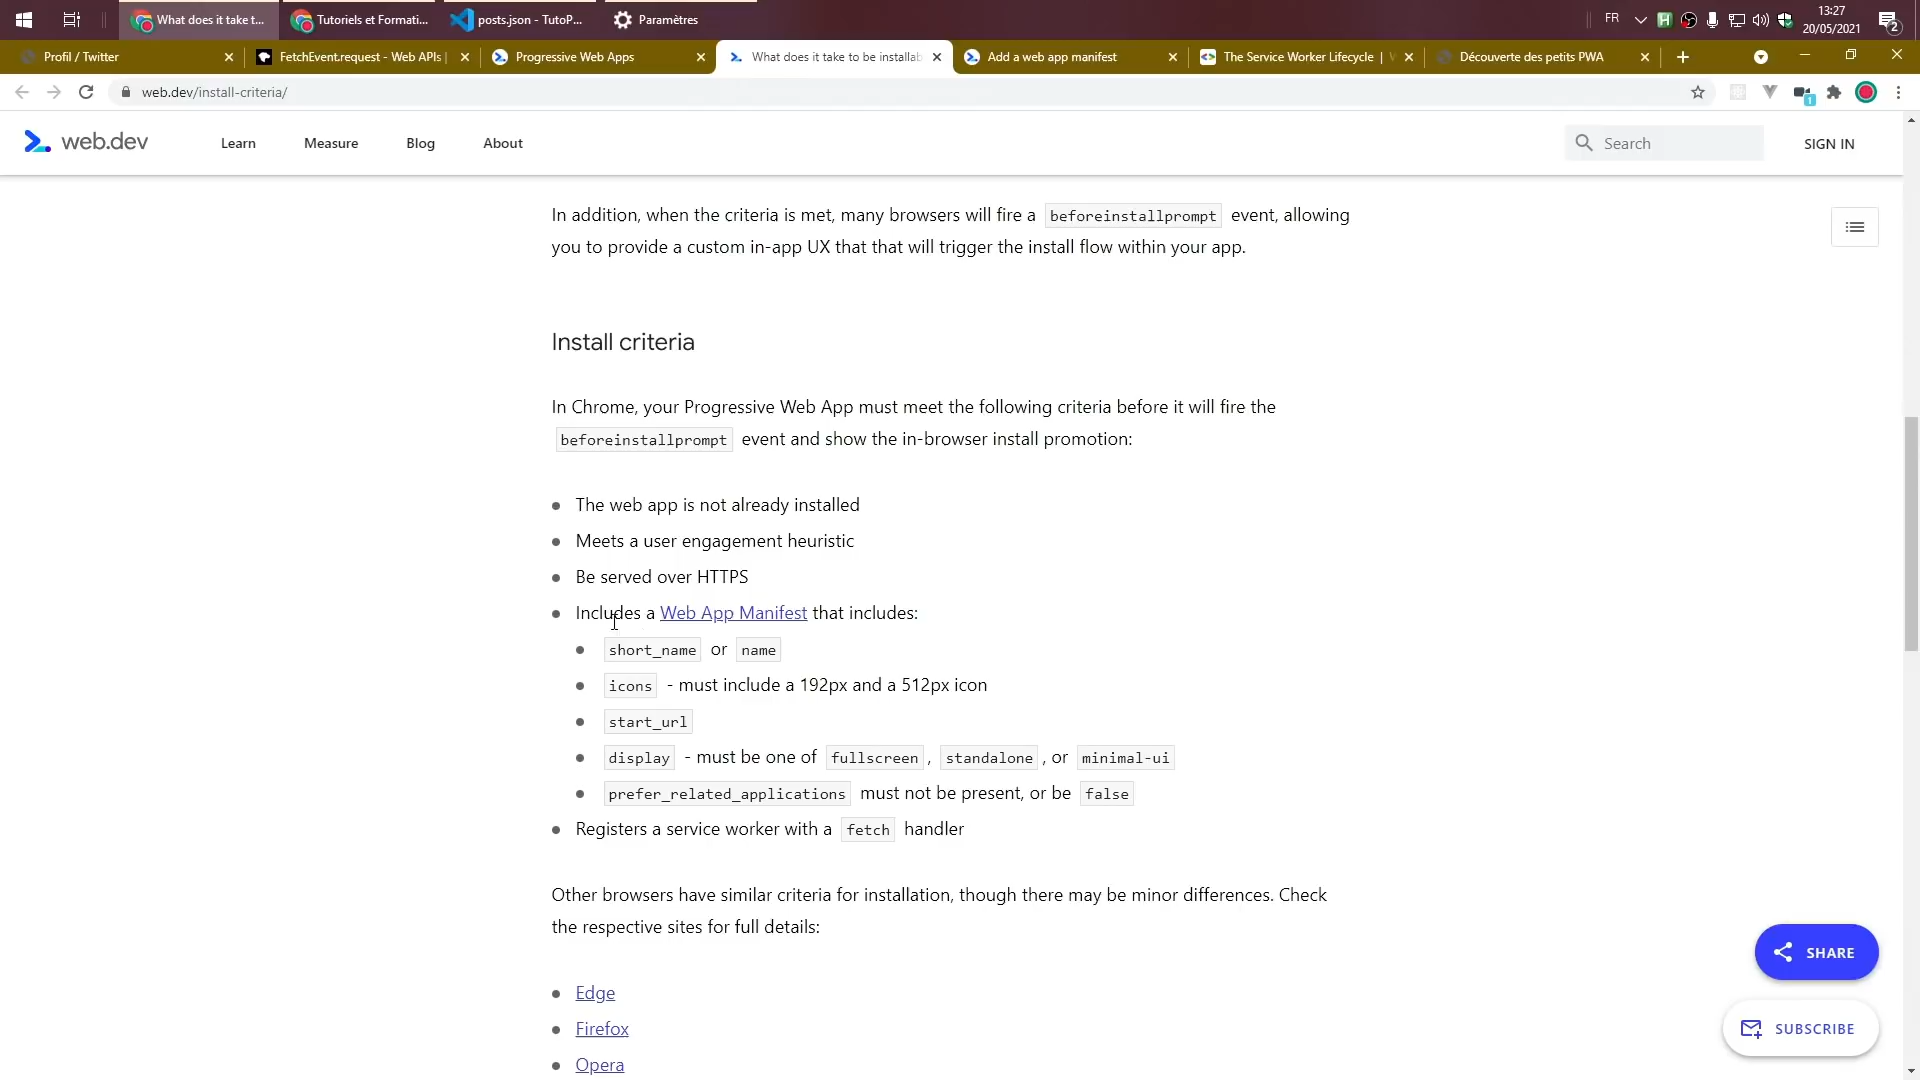 What does it take t...
Tutoriels et Formati...
posts.json - TutoP...
Paramètres
FR
13:27
20/05/2021
2
Profil / Twitter
FetchEvent.request - Web APIs |
Progressive Web Apps
What does it take to be installab
Add a web app manifest
The Service Worker Lifecycle |
Découverte des petits PWA
web.dev/install-criteria/
1
web.dev
Learn
Measure
Blog
About
Search
SIGN IN
In addition, when the criteria is met, many browsers will fire a beforeinstallprompt event, allowing
you to provide a custom in-app UX that that will trigger the install flow within your app.
Install criteria
In Chrome, your Progressive Web App must meet the following criteria before it will fire the
beforeinstallprompt event and show the in-browser install promotion:
The web app is not already installed
Meets a user engagement heuristic
Be served over HTTPS
Includes a Web App Manifest that includes:
short_name or name
icons - must include a 192px and a 512px icon
start_url
display - must be one of fullscreen, standalone, or minimal-ui
prefer_related_applications must not be present, or be false
Registers a service worker with a fetch handler
Other browsers have similar criteria for installation, though there may be minor differences. Check
the respective sites for full details:
Edge
Firefox
Opera
SHARE
SUBSCRIBE